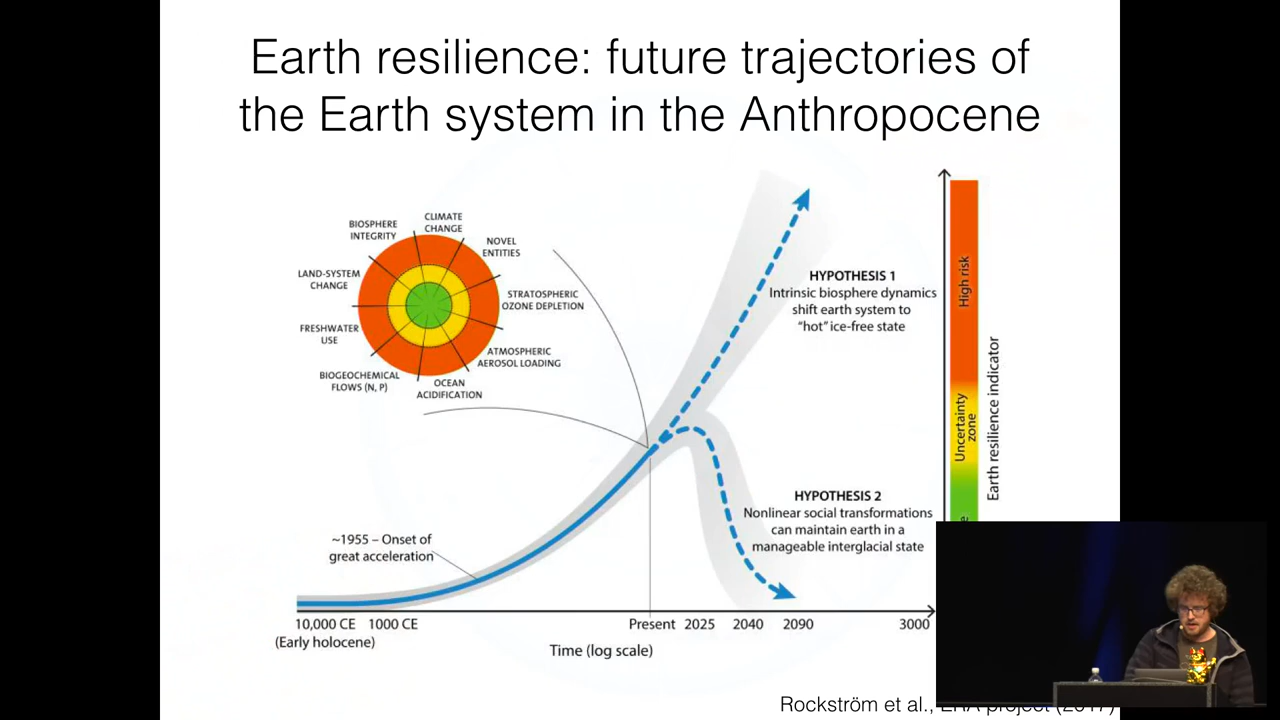 Earth resilience: future trajectories of
the Earth system in the Anthropocene
CLIMATE
CHANGE
BIOSPHERE
INTEGRITY
NOVEL
ENTITIES
LAND-SYSTEM
CHANGE
STRATOSPHERIC
OZONE DEPLETION
FRESHWATER
USE
ATMOSPHERIC
AEROSOL LOADING
BIOGEOCHEMICAL
FLOWS (N, P)
OCEAN
ACIDIFICATION
HYPOTHESIS 1
Intrinsic biosphere dynamics
shift earth system to
“hot” ice-free state
High risk
Uncertainty
zone
Earth resilience indicator
HYPOTHESIS 2
Nonlinear social transformations
can maintain earth in a
manageable interglacial state
~1955 – Onset of
great acceleration
10,000 CE 1000 CE Present 2025 2040 2090 3000
(Early holocene)
Time (log scale)
Rockström et al.,